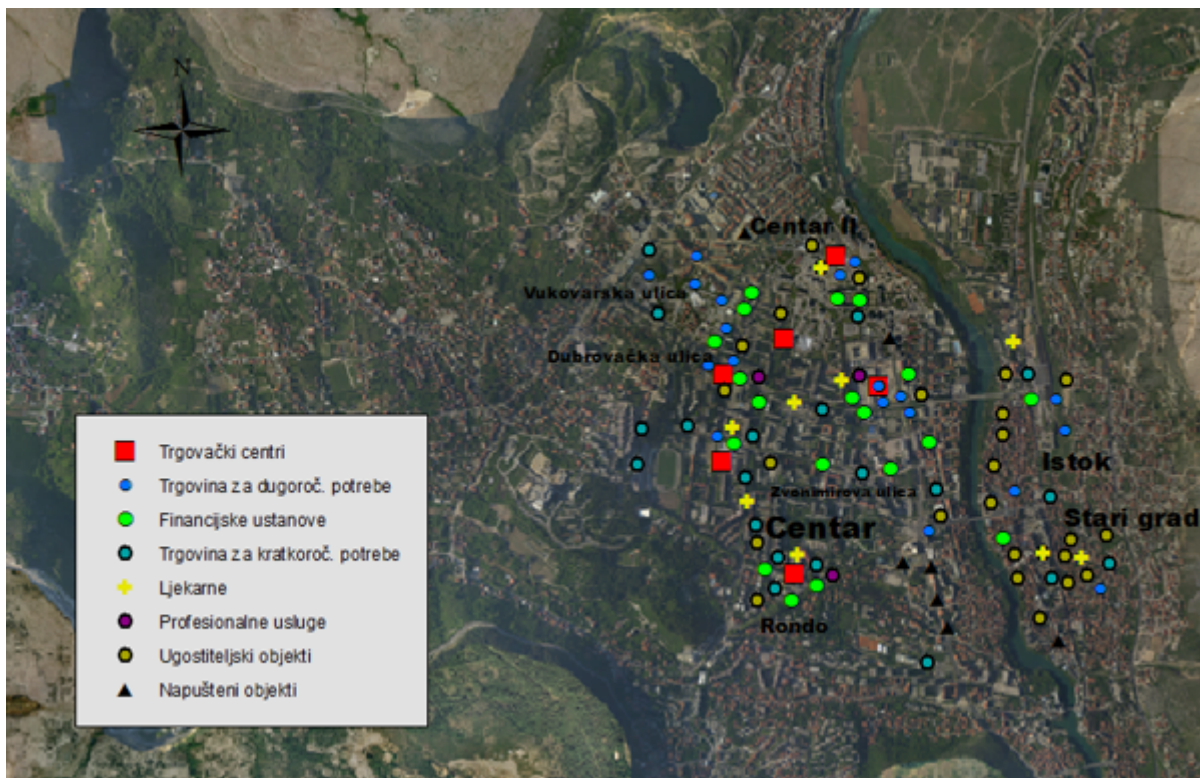 N
Centar II
Vukovarska ulica
Dubrovačka ulica
Istok
Zvonimirova ulica
Centar
Stari grad
Rondo
Trgovački centri
Trgovina za dugoroč. potrebe
Financijske ustanove
Trgovina za kratkoroč. potrebe
Ljekarne
Profesionalne usluge
Ugostiteljski objekti
Napušteni objekti